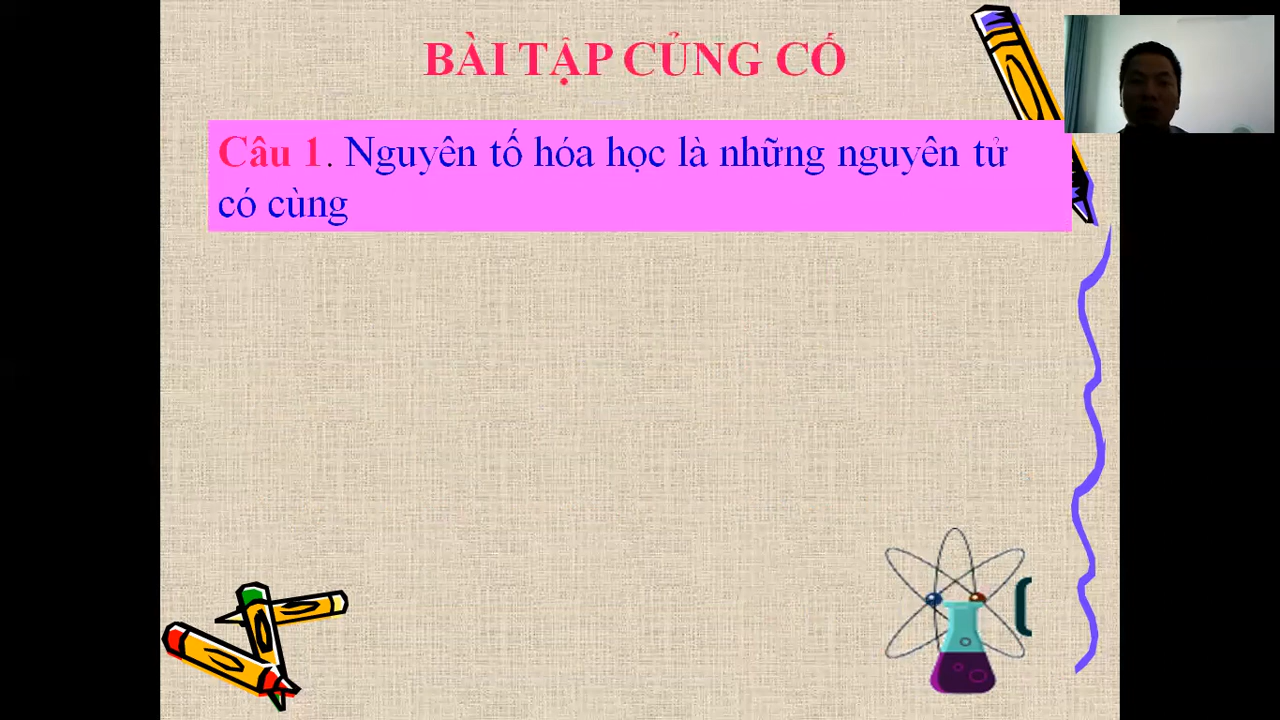 BÀI TẬP CỦNG CỐ
Câu 1. Nguyên tố hóa học là những nguyên tử
có cùng